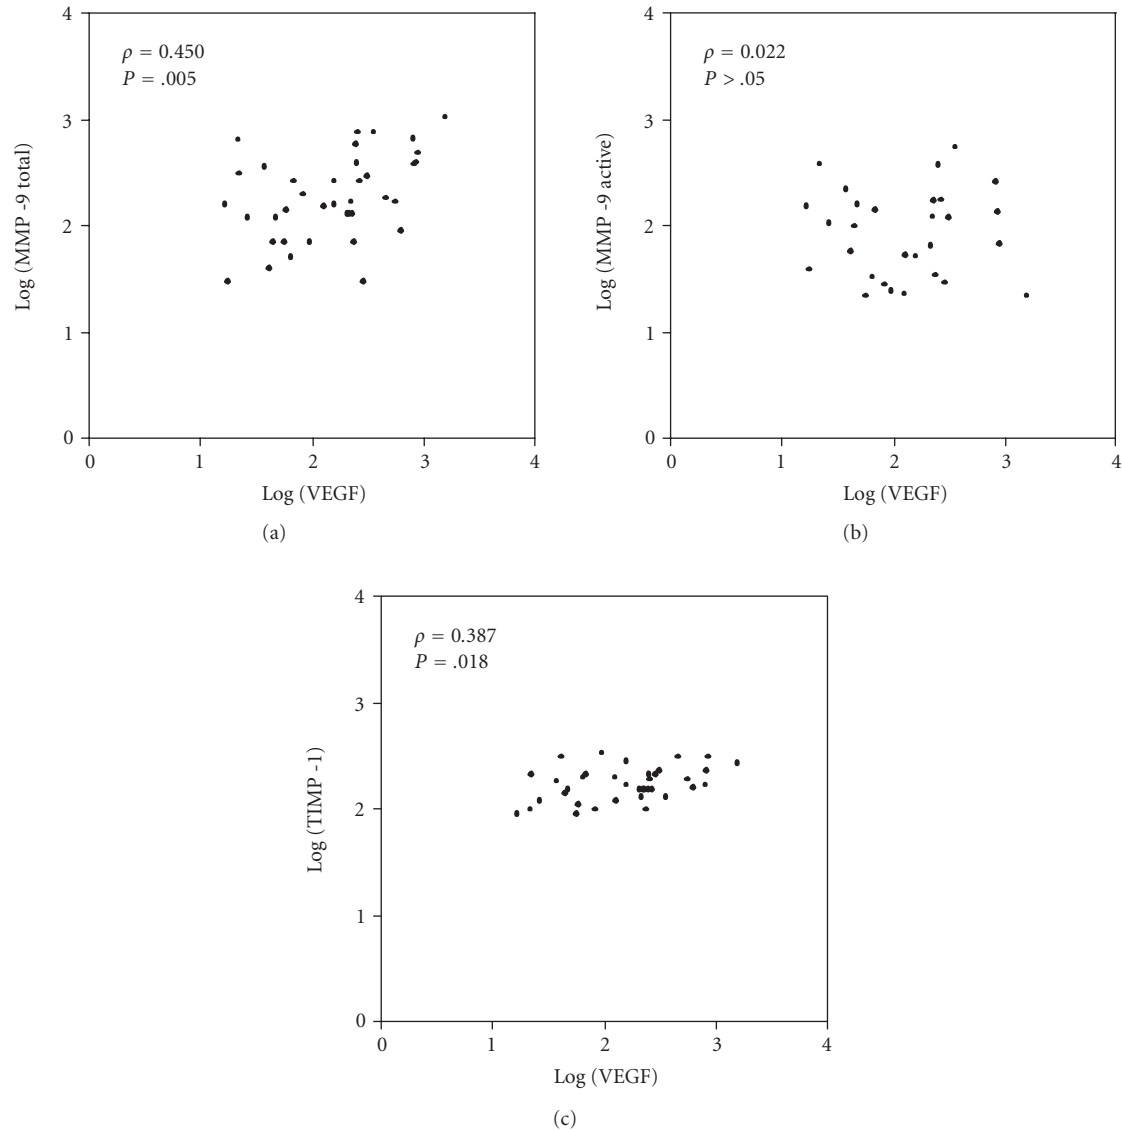 4
3
2
1
0
ρ = 0.450
P = .005
Log (MMP -9 total)
0 1 2 3 4
Log (VEGF)
(a)
4
3
2
1
0
ρ = 0.022
P > .05
Log (MMP -9 active)
0 1 2 3 4
Log (VEGF)
(b)
4
3
2
1
0
ρ = 0.387
P = .018
Log (TIMP -1)
0 1 2 3 4
Log (VEGF)
(c)